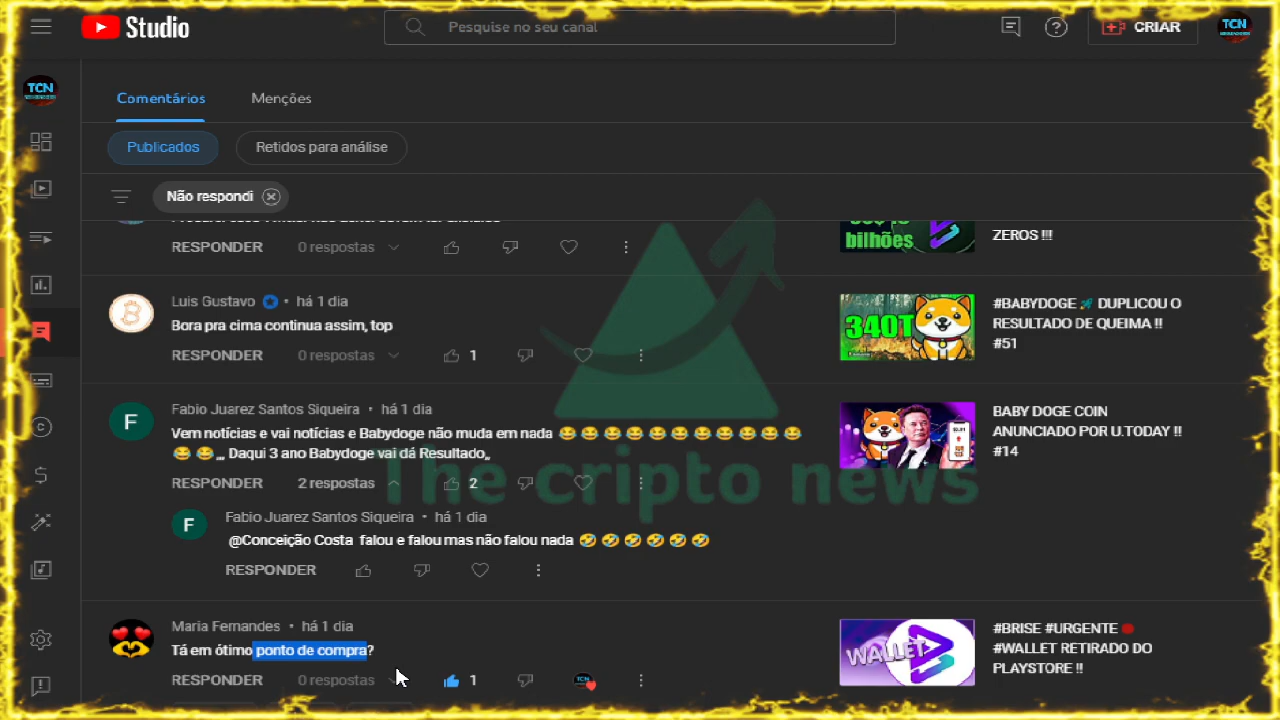 Studio
Pesquise no seu canal
CRIAR
TCN
TCN
Comentários
Menções
Publicados
Retidos para análise
Não respondi
RESPONDER 0 respostas
bilhões
ZEROS !!!
Luis Gustavo • há 1 dia
Bora pra cima continua assim, top
RESPONDER 0 respostas 1
340T
#BABYDOGE 🚀 DUPLICOU O
RESULTADO DE QUEIMA !!
#51
Fabio Juarez Santos Siqueira • há 1 dia
Vem notícias e vai notícias e Babydoge não muda em nada 😂😂😂😂😂😂😂😂😂😂😂
😂😂,,, Daqui 3 ano Babydoge vai dá Resultado,,
RESPONDER 2 respostas 2
BABY DOGE COIN
ANUNCIADO POR U.TODAY !!
#14
The cripto news
F
F
Fabio Juarez Santos Siqueira • há 1 dia
@Conceição Costa falou e falou mas não falou nada 🤣🤣🤣🤣🤣🤣
RESPONDER
Maria Fernandes • há 1 dia
Tá em ótimo ponto de compra?
RESPONDER 0 respostas 1
WALLET
#BRISE #URGENTE 🔴
#WALLET RETIRADO DO
PLAYSTORE !!